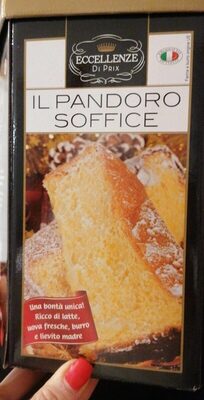 ECCELLENZE
DI PRIX
IL PANDORO
SOFFICE
Una bontà unica!
Ricco di latte,
uova fresche, burro
e lievito madre